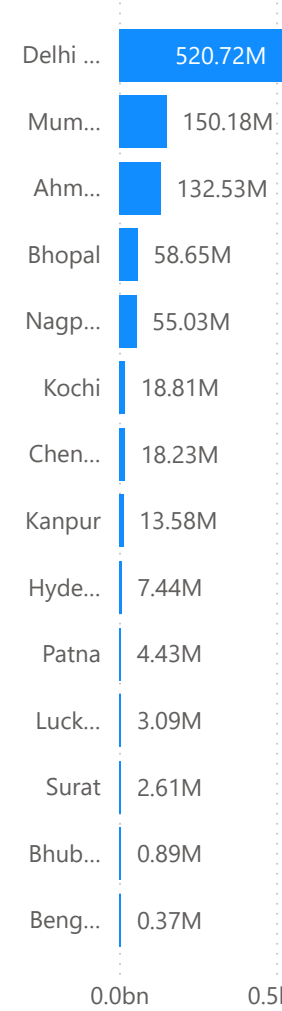 Delhi ... 520.72M
Mum... 150.18M
Ahm... 132.53M
Bhopal 58.65M
Nagp... 55.03M
Kochi 18.81M
Chen... 18.23M
Kanpur 13.58M
Hyde... 7.44M
Patna 4.43M
Luck... 3.09M
Surat 2.61M
Bhub... 0.89M
Beng... 0.37M
0.0bn